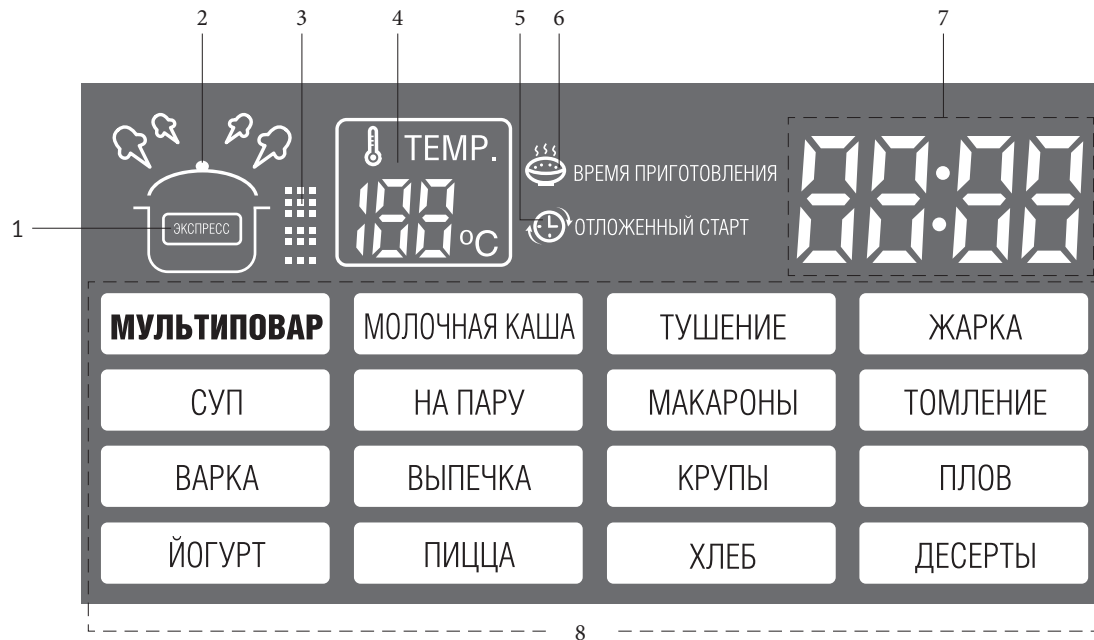 2 3 4 5 6 7
TEMP.
188 °C
ВРЕМЯ ПРИГОТОВЛЕНИЯ
88:88
1 ЭКСПРЕСС
ОТЛОЖЕННЫЙ СТАРТ
МУЛЬТИПОВАР МОЛОЧНАЯ КАША ТУШЕНИЕ ЖАРКА
СУП НА ПАРУ МАКАРОНЫ ТОМЛЕНИЕ
ВАРКА ВЫПЕЧКА КРУПЫ ПЛОВ
ЙОГУРТ ПИЦЦА ХЛЕБ ДЕСЕРТЫ
8